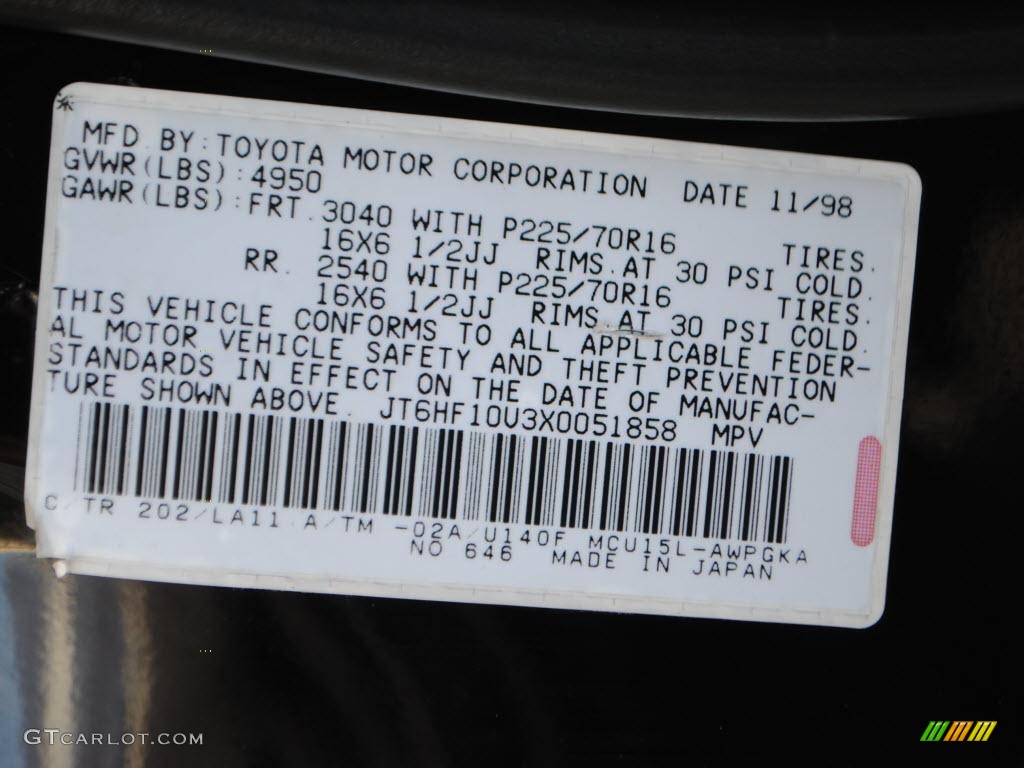 MFD. BY: TOYOTA MOTOR CORPORATION DATE 11/98
GVWR(LBS):4950
GAWR(LBS):FRT. 3040 WITH P225/70R16 TIRES.
16X6 1/2JJ RIMS.AT 30 PSI COLD.
RR. 2540 WITH P225/70R16 TIRES.
16X6 1/2JJ RIMS AT 30 PSI COLD.
THIS VEHICLE CONFORMS TO ALL APPLICABLE FEDER-
AL MOTOR VEHICLE SAFETY AND THEFT PREVENTION
STANDARDS IN EFFECT ON THE DATE OF MANUFAC-
TURE SHOWN ABOVE. JT6HF10U3X0051858 MPV
C/TR 202/LA11 A/TM -02A/U140F MCU15L-AWPGKA
NO 646 MADE IN JAPAN
GTCARLOT.COM